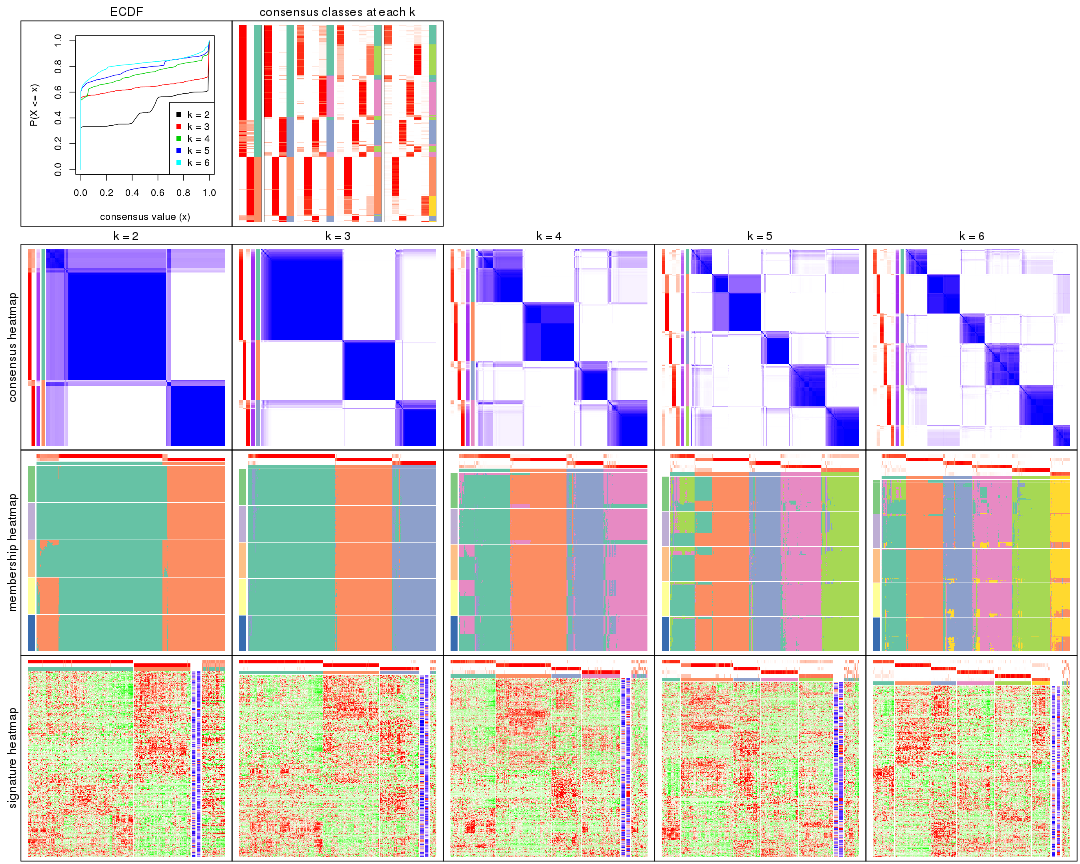 ECDF
consensus classes at each k
P(X <= x)
0.0
0.2
0.4
0.6
0.8
1.0
k = 2
k = 3
k = 4
k = 5
k = 6
0.0 0.2 0.4 0.6 0.8 1.0
consensus value (x)
k = 2
k = 3
k = 4
k = 5
k = 6
consensus heatmap
membership heatmap
signature heatmap